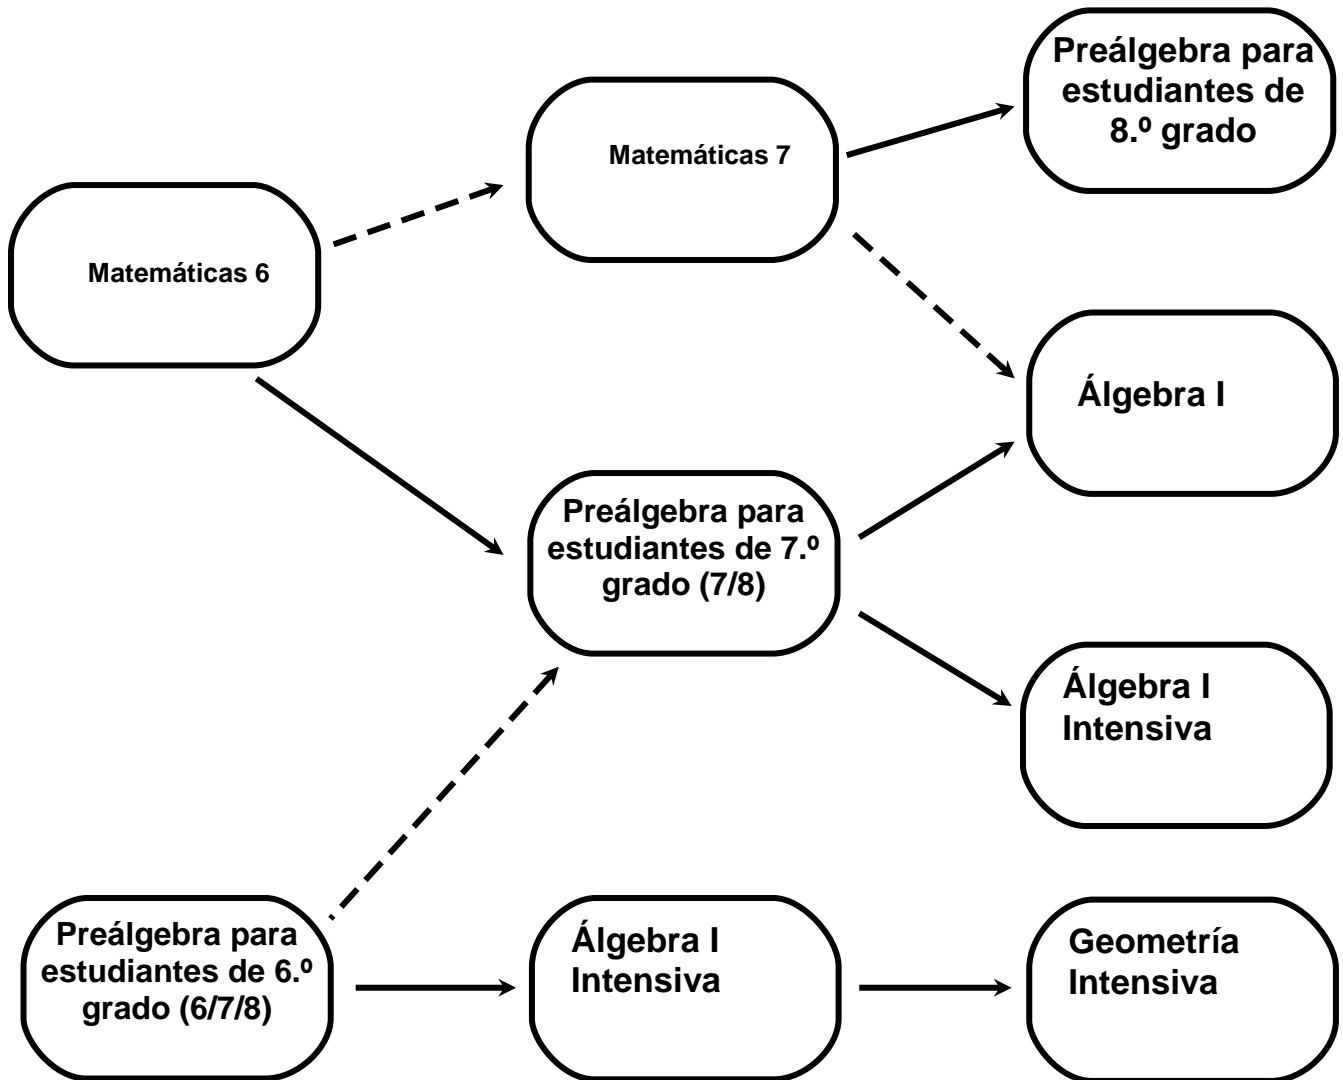 Preálgebra para
estudiantes de
8.º grado
Matemáticas 7
Matemáticas 6
Álgebra I
Preálgebra para
estudiantes de 7.º
grado (7/8)
Álgebra I
Intensiva
Preálgebra para
estudiantes de 6.º
grado (6/7/8)
Álgebra I
Intensiva
Geometría
Intensiva